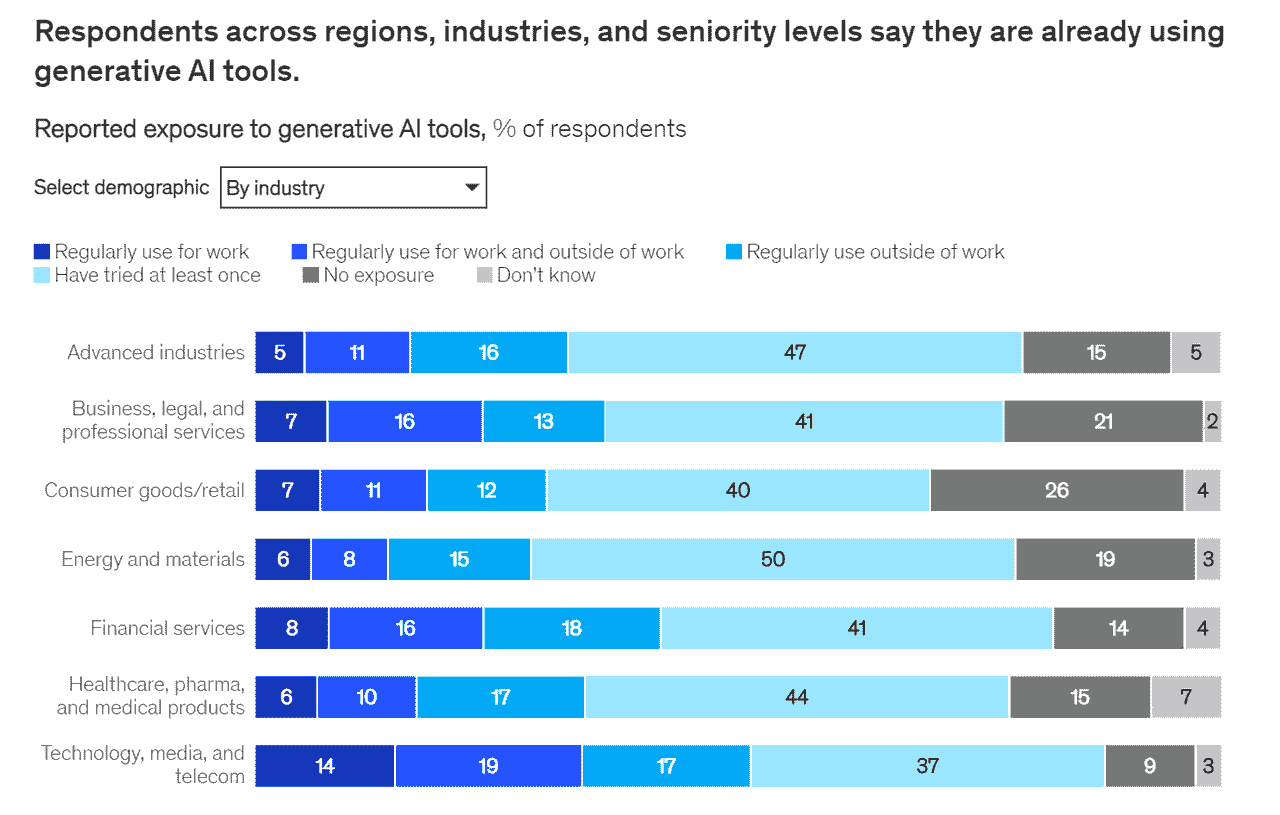 Respondents across regions, industries, and seniority levels say they are already using
generative AI tools.
Reported exposure to generative AI tools, % of respondents
Select demographic By industry
Regularly use for work Regularly use for work and outside of work Regularly use outside of work
Have tried at least once No exposure Don't know
Advanced industries 5 11 16 47 15 5
Business, legal, and
professional services 7 16 13 41 21 2
Consumer goods/retail 7 11 12 40 26 4
Energy and materials 6 8 15 50 19 3
Financial services 8 16 18 41 14 4
Healthcare, pharma,
and medical products 6 10 17 44 15 7
Technology, media, and
telecom 14 19 17 37 9 3